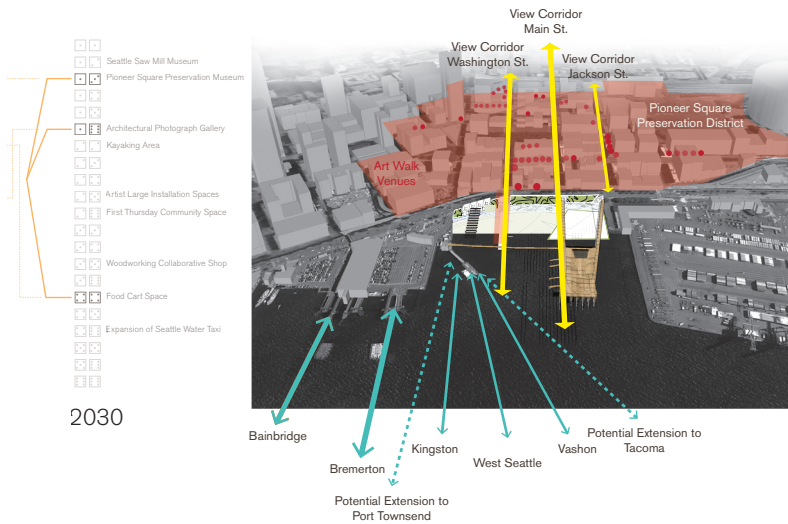 Seattle Saw Mill Museum
Pioneer Square Preservation Museum
Architectural Photograph Gallery
Kayaking Area
Artist Large Installation Spaces
First Thursday Community Space
Woodworking Collaborative Shop
Food Cart Space
Expansion of Seattle Water Taxi
2030
View Corridor
Main St.
View Corridor
Washington St.
View Corridor
Jackson St.
Pioneer Square
Preservation District
Art Walk
Venues
Bainbridge
Bremerton
Kingston
West Seattle
Vashon
Potential Extension to
Tacoma
Potential Extension to
Port Townsend